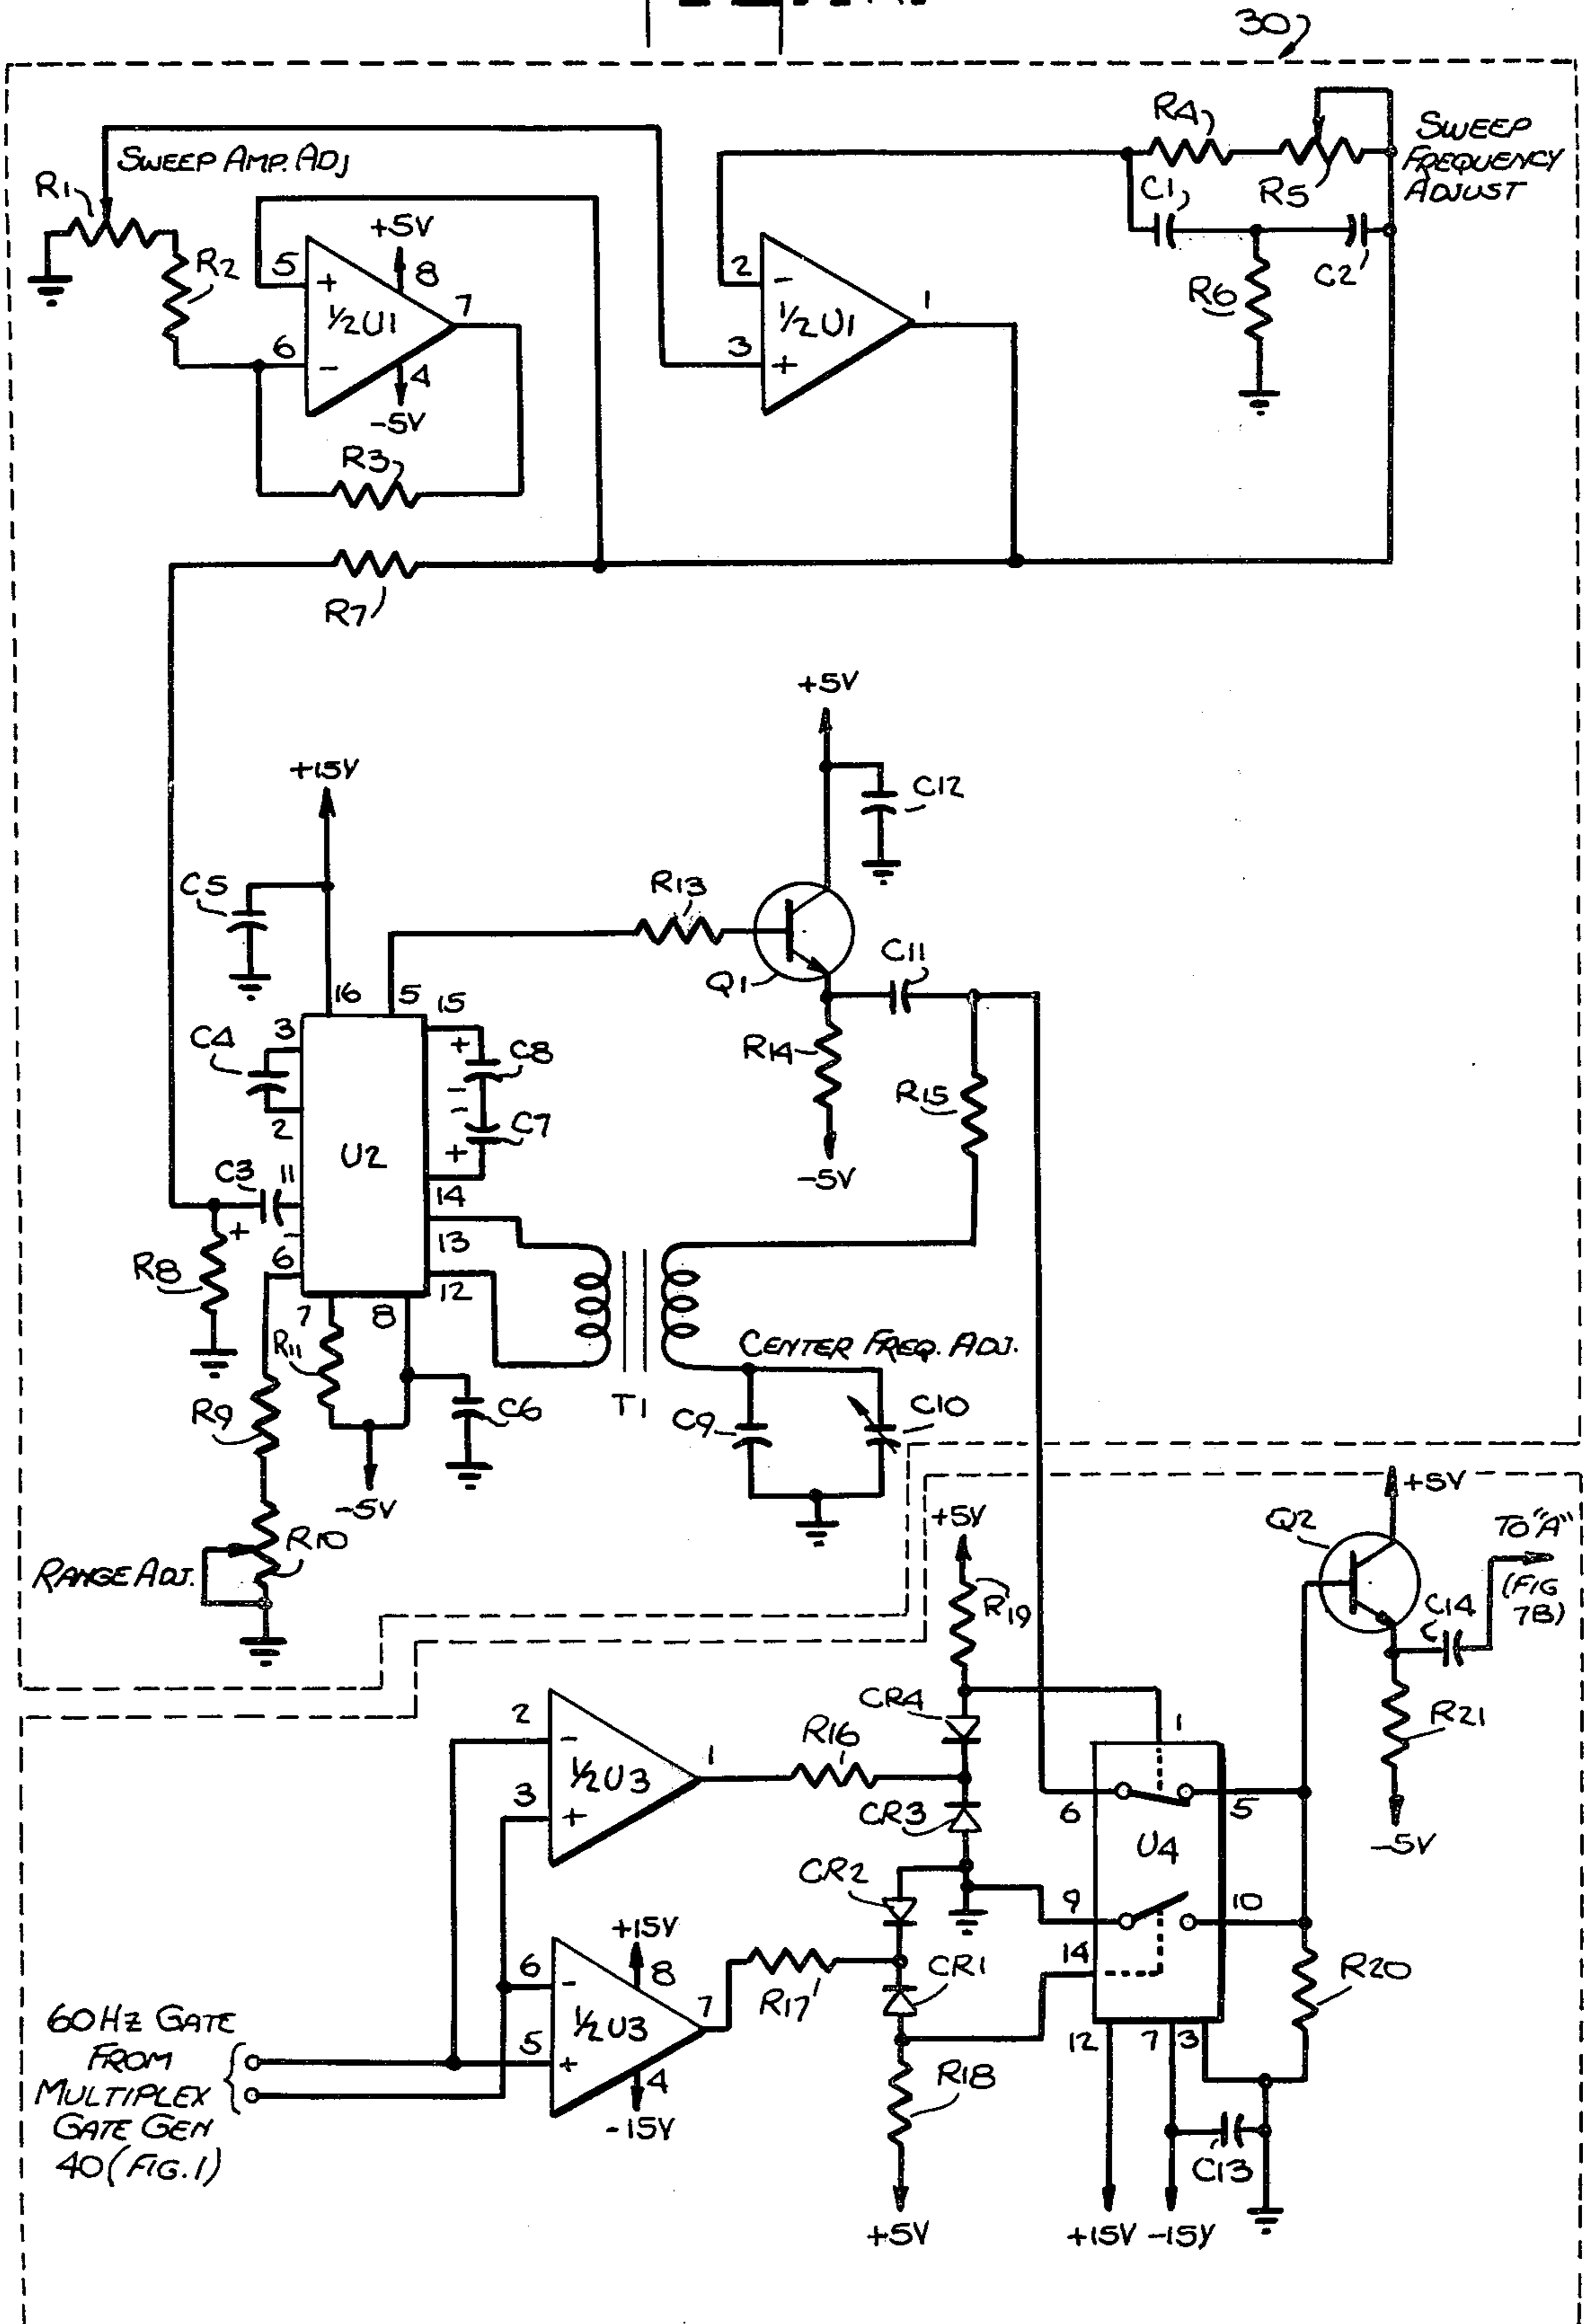 30
SWEEP AMP. ADJ
R1
R2
5
+
+5V
8
½U1
7
6
-
4
-5V
R3
2
-
½U1
1
3
+
R4
C1
R5
SWEEP
FREQUENCY
ADJUST
R6
C2
R7
+5V
C12
+15V
C5
R13
Q1
C11
16
5
15
3
C4
2
+
C8
-
-
C7
+
R14
-5V
R15
U2
C3
11
+
-
14
13
12
R8
6
7
8
R11
R9
C6
-5V
T1
CENTER FREQ. ADJ.
C9
C10
RANGE ADJ.
R10
+5V
R19
Q2
+5V
TO "A"
(FIG
7B)
C14
R21
-5V
2
-
½U3
1
3
+
R16
CR4
CR3
1
6
5
U4
CR2
9
10
14
CR1
+15V
8
6
-
½U3
7
5
+
4
-15V
R17
R18
+5V
R20
12
7
3
C13
+15V
-15V
60HZ GATE
FROM
MULTIPLEX
GATE GEN
40 (FIG. 1)